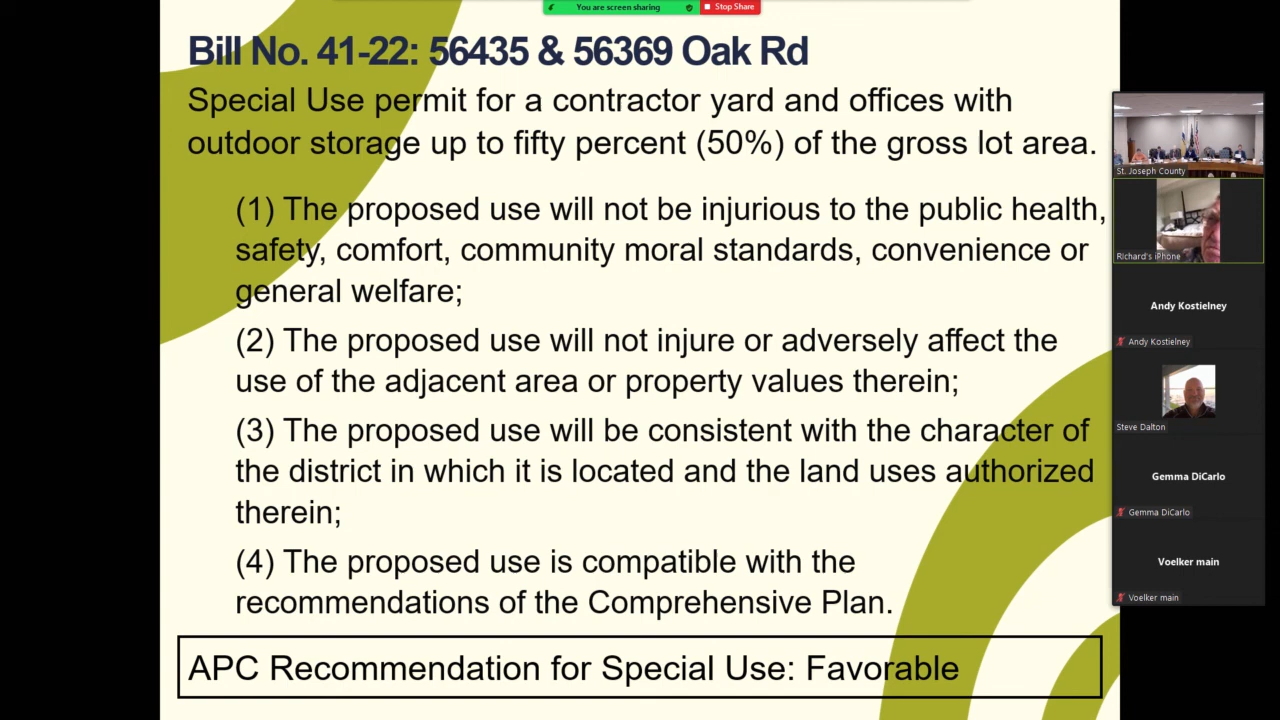 You are screen sharing
Stop Share
Bill No. 41-22: 56435 & 56369 Oak Rd
Special Use permit for a contractor yard and offices with
outdoor storage up to fifty percent (50%) of the gross lot area.
(1) The proposed use will not be injurious to the public health,
safety, comfort, community moral standards, convenience or
general welfare;
(2) The proposed use will not injure or adversely affect the
use of the adjacent area or property values therein;
(3) The proposed use will be consistent with the character of
the district in which it is located and the land uses authorized
therein;
(4) The proposed use is compatible with the
recommendations of the Comprehensive Plan.
APC Recommendation for Special Use: Favorable
St. Joseph County
Richard's iPhone
Andy Kostielney
Andy Kostielney
Steve Dalton
Gemma DiCarlo
Gemma DiCarlo
Voelker main
Voelker main